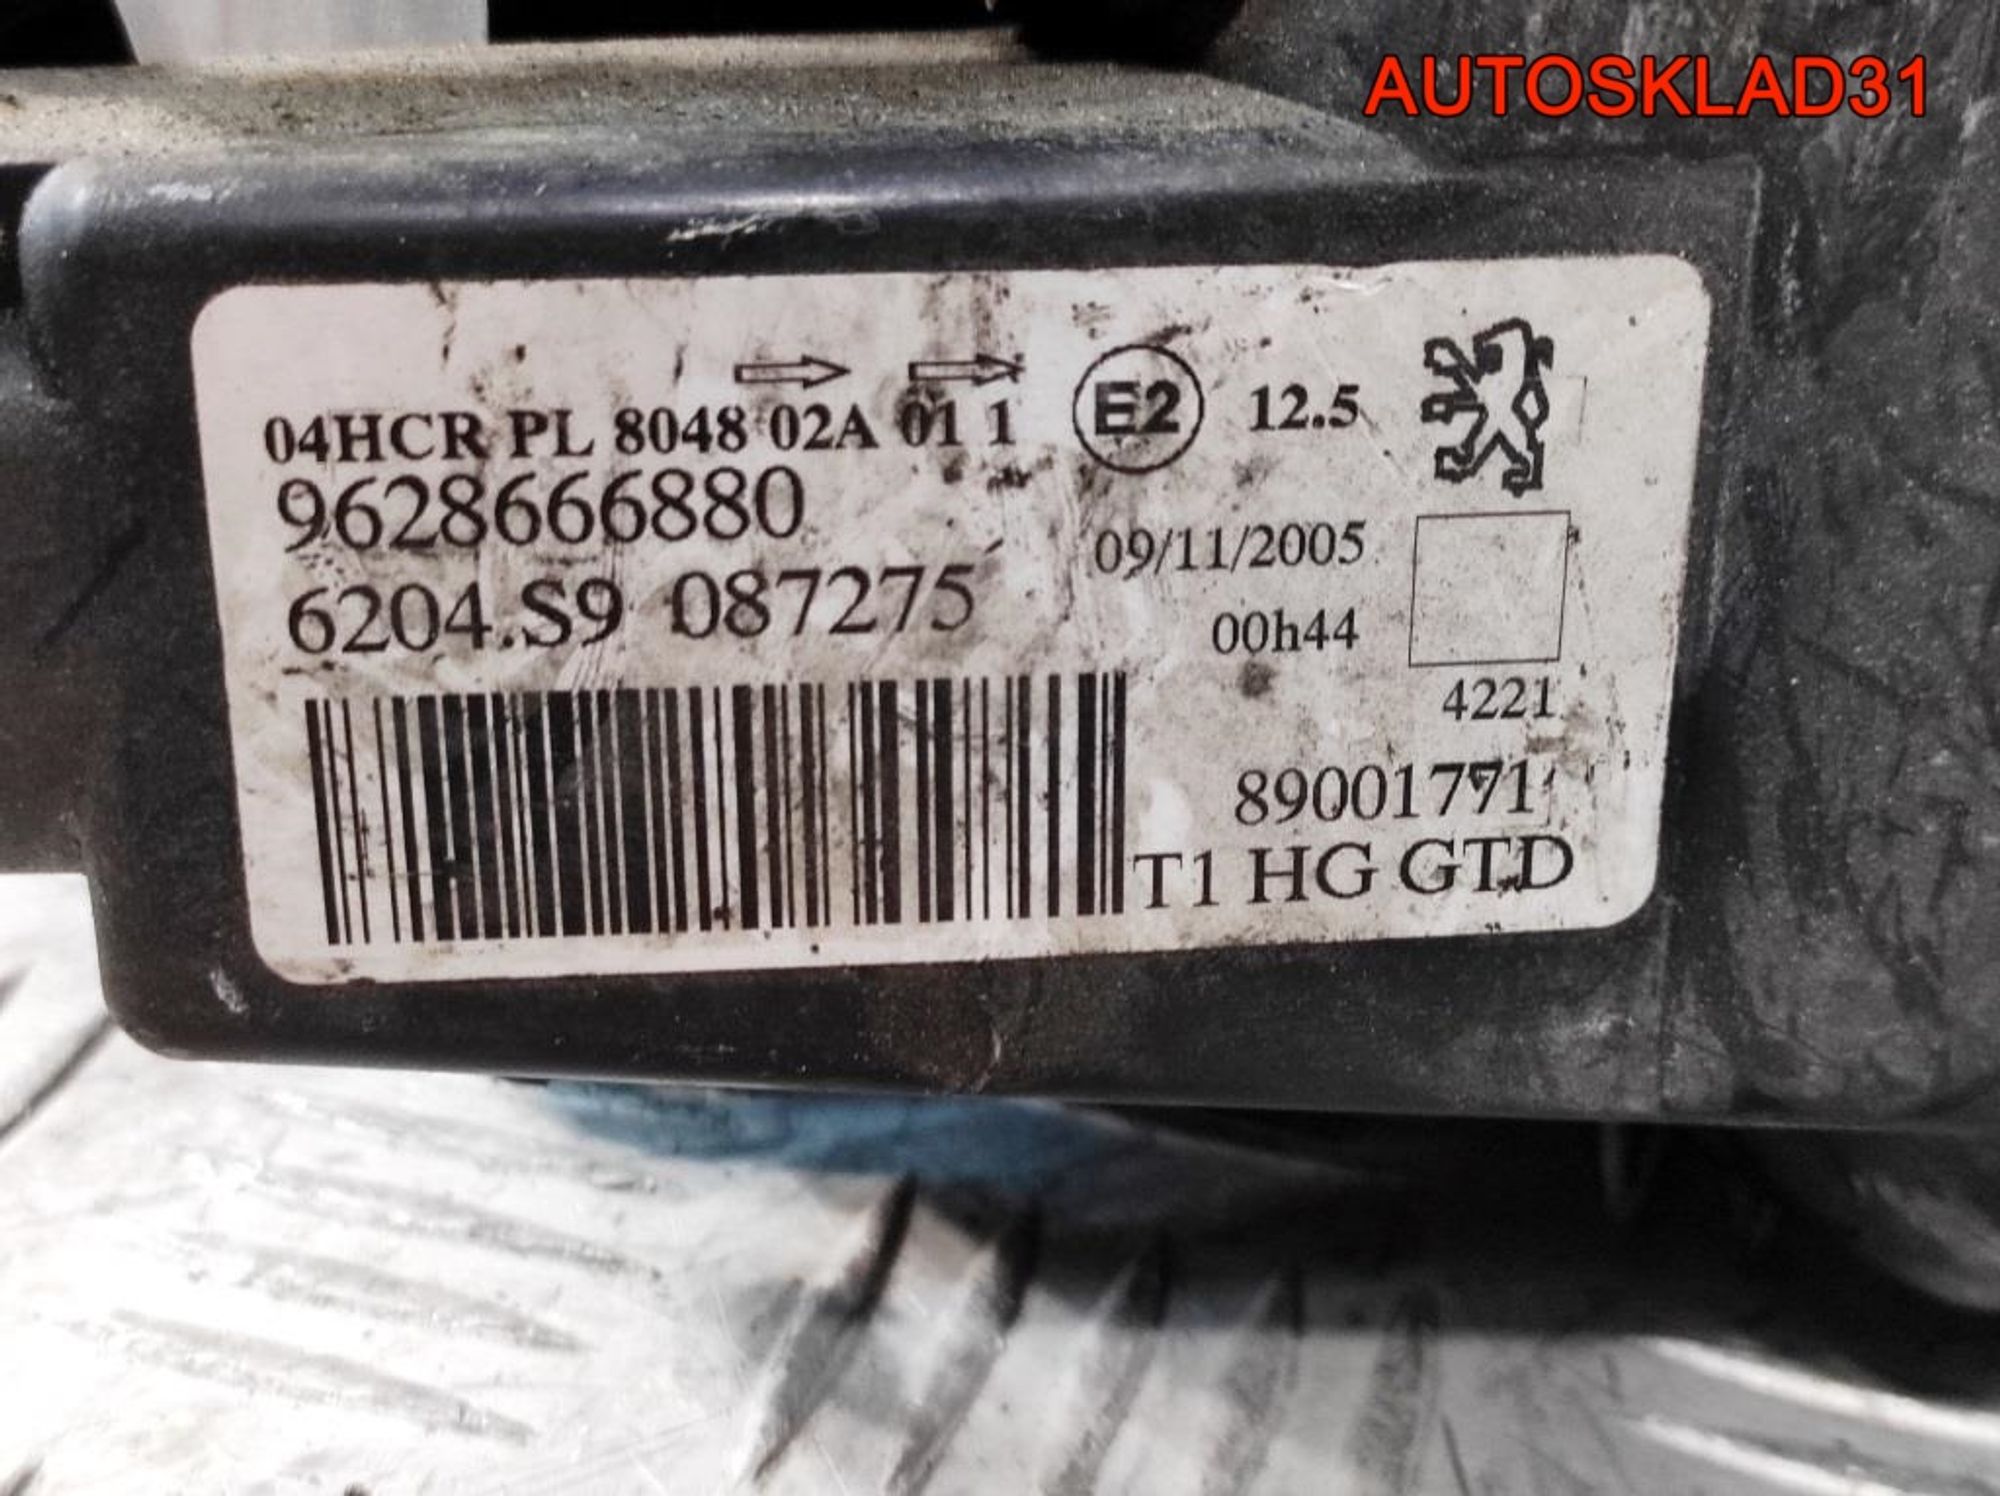 AUTOSKLAD31
04HCR PL 8048 02A 01 1 E2 12.5
9628666880
09/11/2005
6204.S9 087275
00h44
4221
89001771
T1 HG GTD